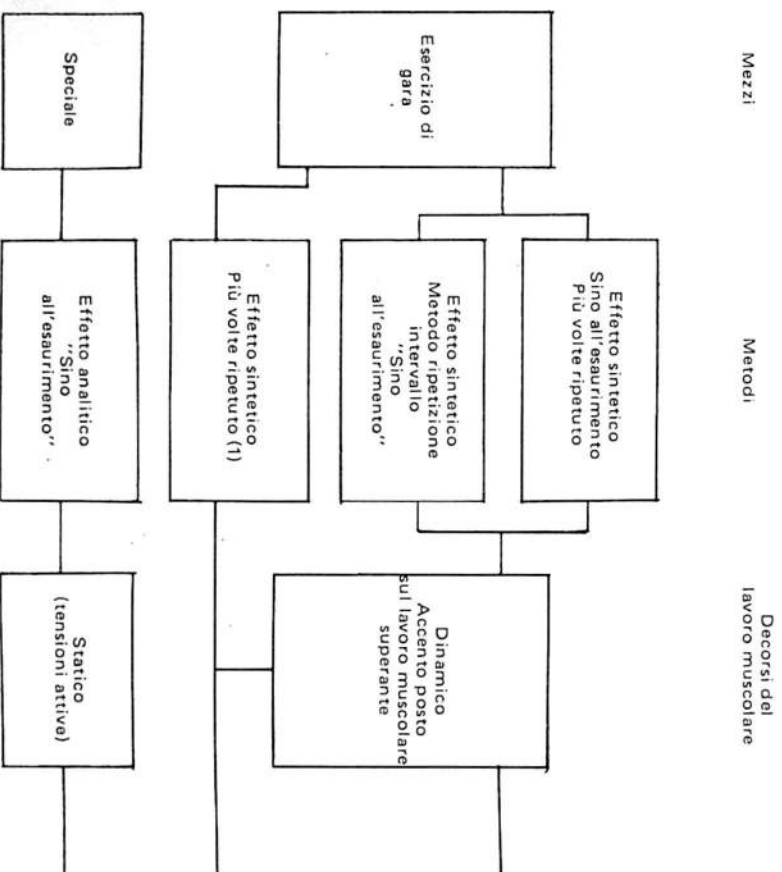 Mezzi
Metodi
Decorsi del
lavoro muscolare
Esercizio di
gara
Effetto sintetico
Sino all'esaurimento
Più volte ripetuto
Effetto sintetico
Metodo ripetizione
intervallo
"Sino
all'esaurimento"
Dinamico
Accento posto
sul lavoro muscolare
superante
Effetto sintetico
Più volte ripetuto (1)
Speciale
Effetto analitico
"Sino
all'esaurimento"
Statico
(tensioni attive)